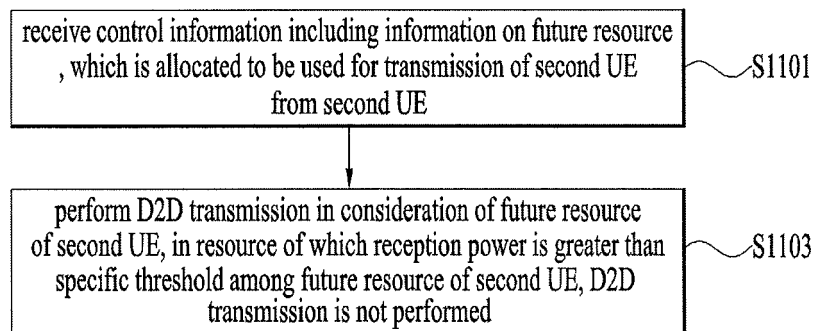 receive control information including information on future resource
, which is allocated to be used for transmission of second UE
from second UE
S1101
perform D2D transmission in consideration of future resource
of second UE, in resource of which reception power is greater than
specific threshold among future resource of second UE, D2D
transmission is not performed
S1103